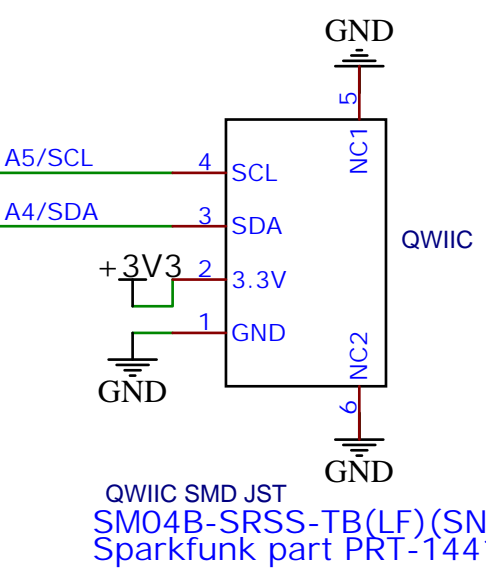 GND
5
NC1
A5/SCL
4
SCL
A4/SDA
3
SDA
QWIIC
+3V3
2
3.3V
1
GND
GND
NC2
6
GND
QWIIC SMD JST
SM04B-SRSS-TB(LF)(SN
Sparkfunk part PRT-144